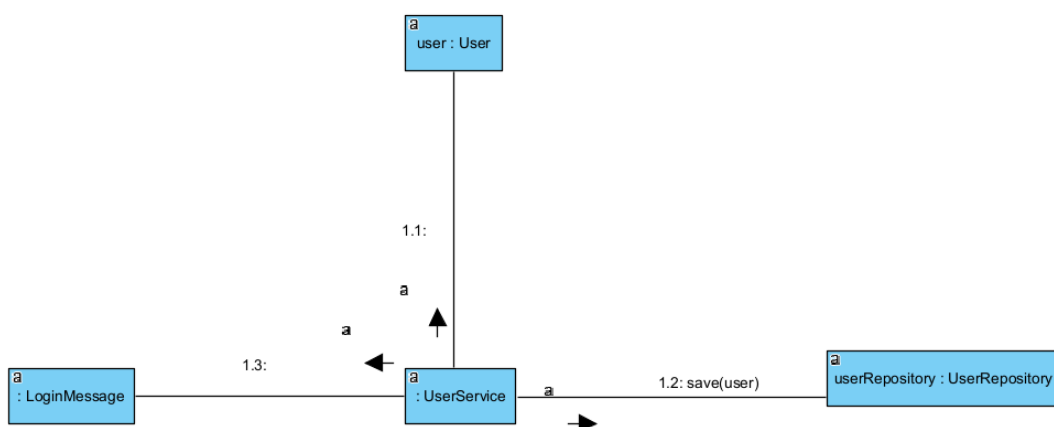 a
user : User
1.1:
a
a
1.3:
a
: LoginMessage
a
: UserService
a
1.2: save(user)
a
userRepository : UserRepository